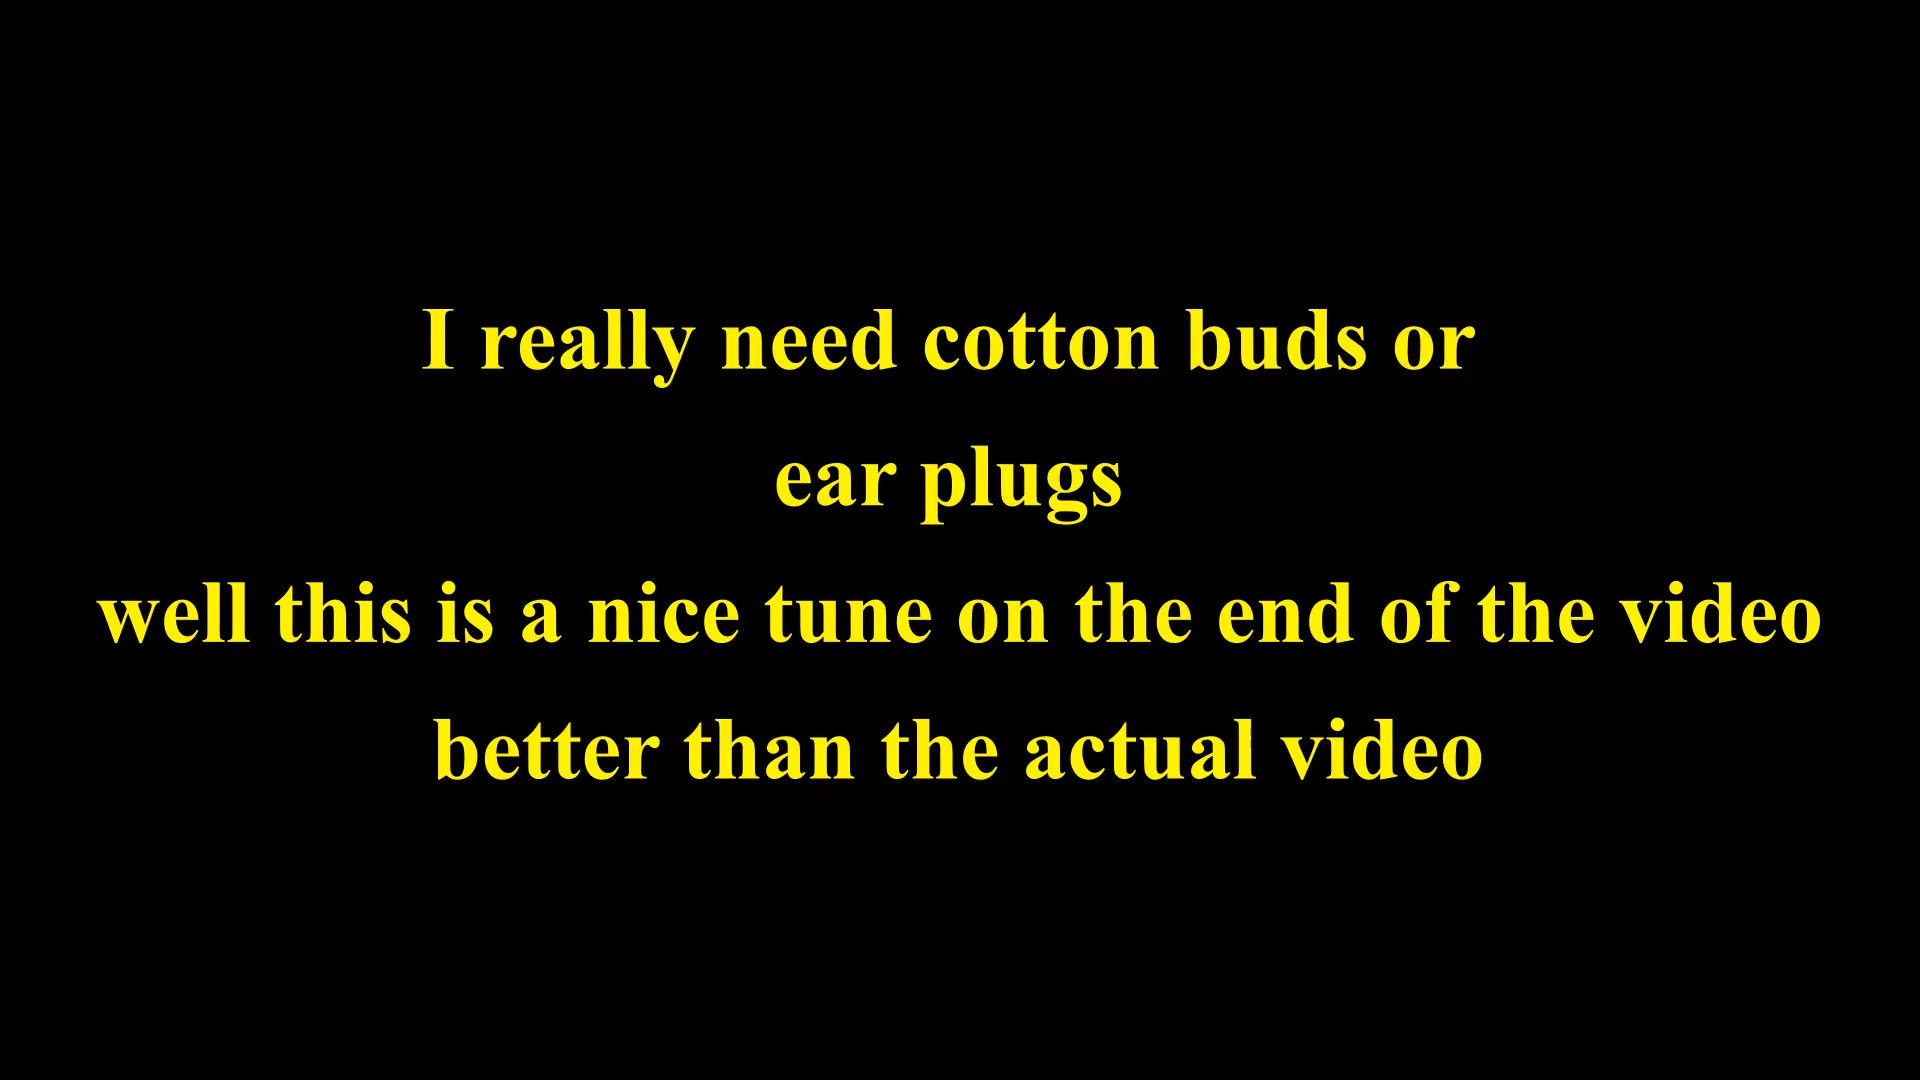 I really need cotton buds or
ear plugs
well this is a nice tune on the end of the video
better than the actual video